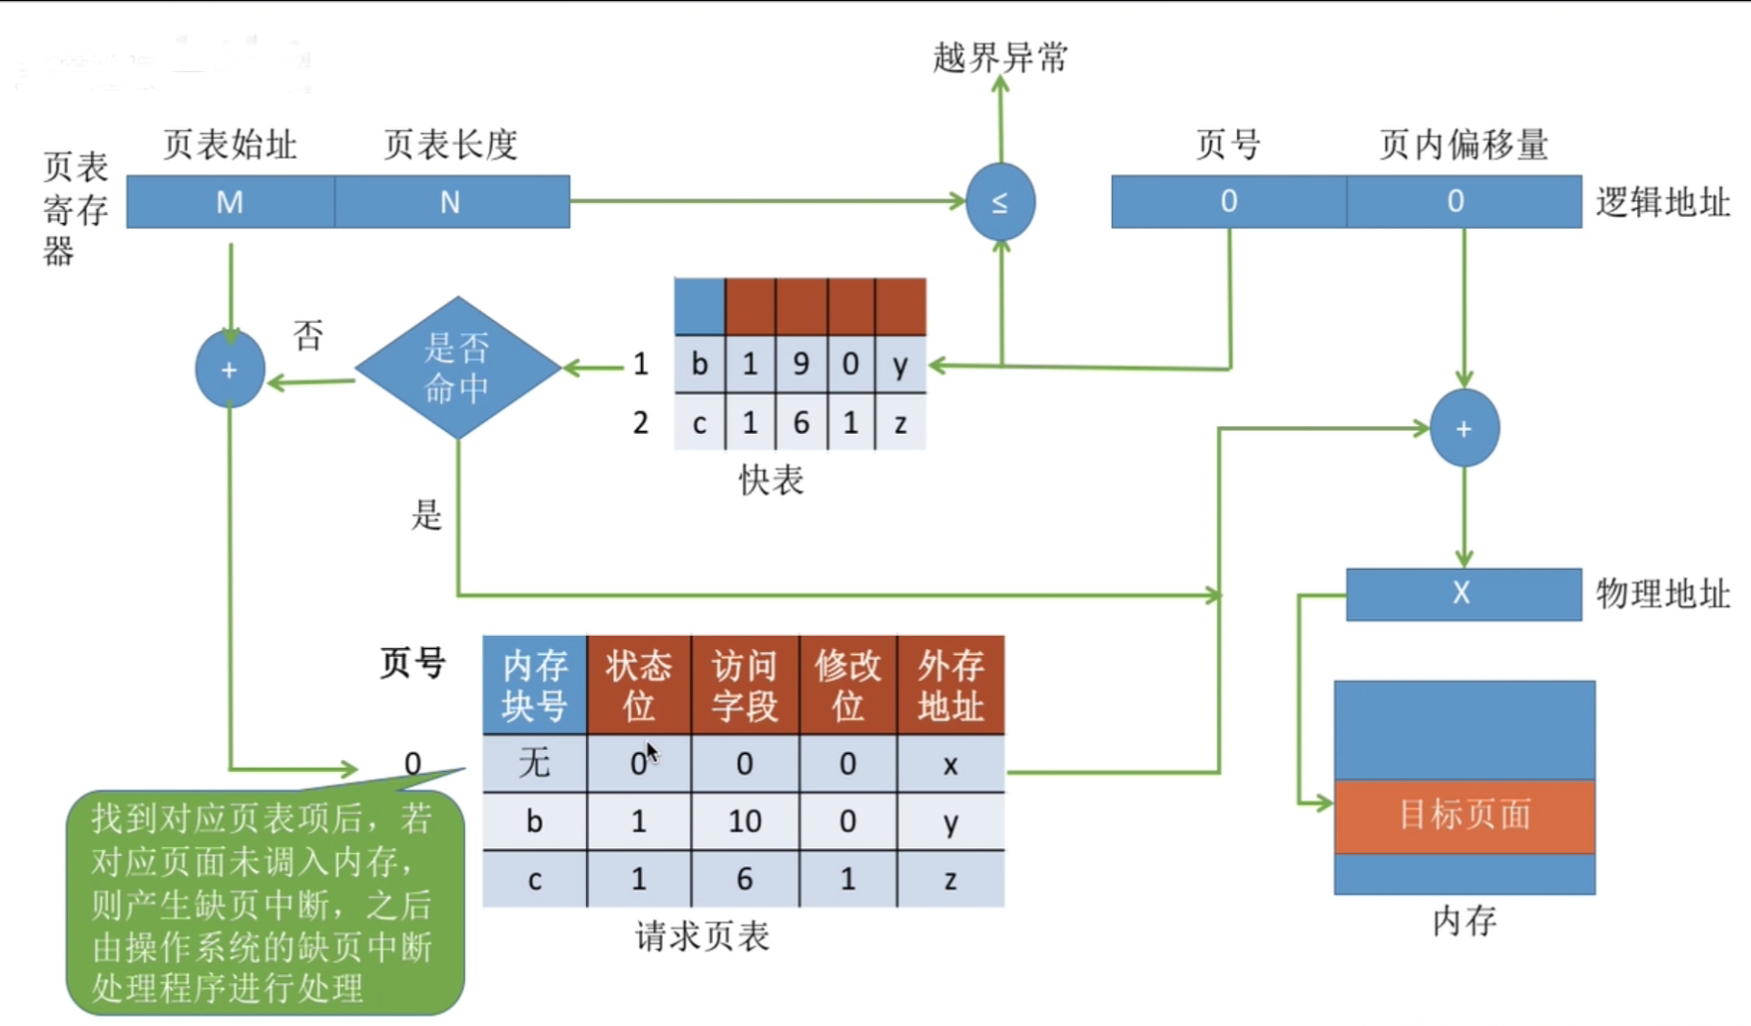 越界异常
页表始址
页表长度
页号
页内偏移量
页表
寄存
器
M
N
≤
0
0
逻辑地址
+
否
是否
命中
1
b 1 9 0 y
2
c 1 6 1 z
快表
是
+
X
物理地址
页号
内存
块号
状态
位
访问
字段
修改
位
外存
地址
0
无 0 0 0 x
b 1 10 0 y
c 1 6 1 z
请求页表
找到对应页表项后，若
对应页面未调入内存，
则产生缺页中断，之后
由操作系统的缺页中断
处理程序进行处理
目标页面
内存